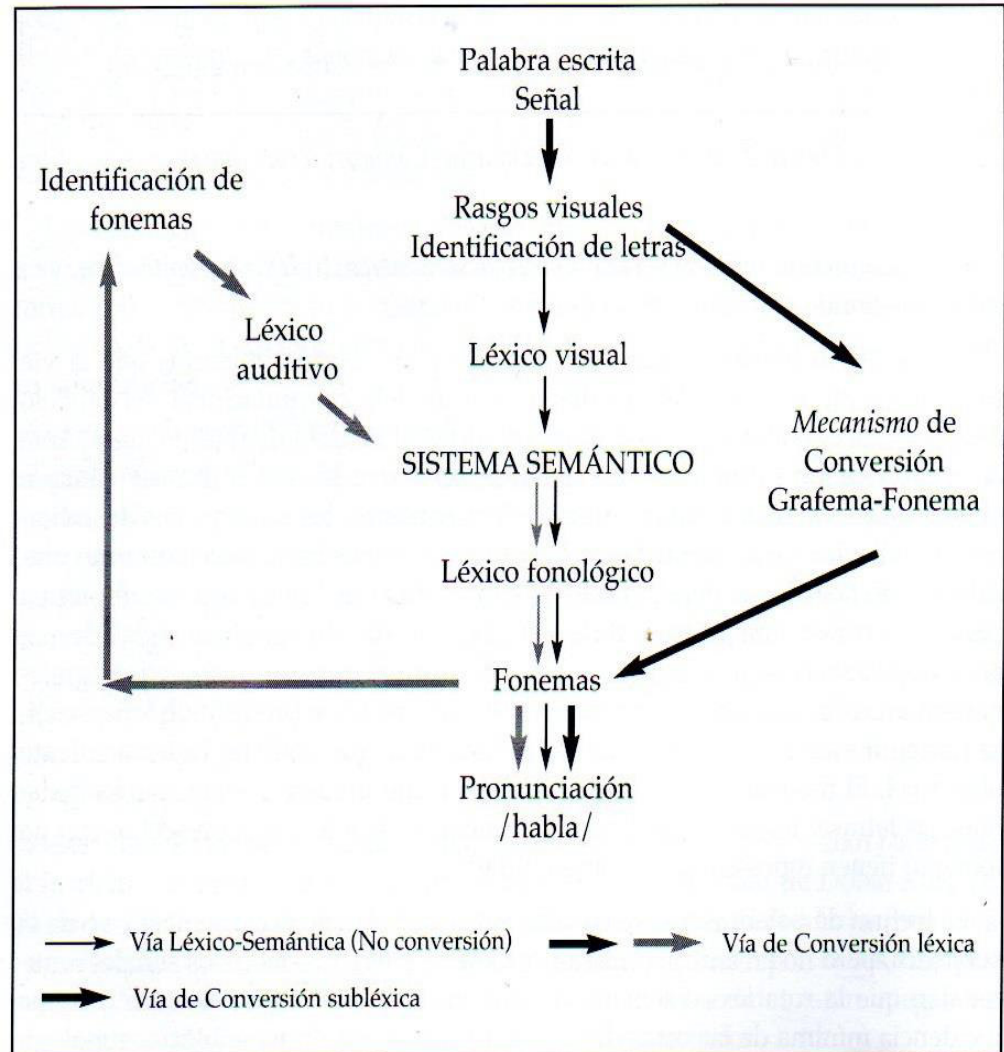 Palabra escrita
Señal
Identificación de
fonemas
Rasgos visuales
Identificación de letras
Léxico
auditivo
Léxico visual
Mecanismo de
Conversión
Grafema-Fonema
SISTEMA SEMÁNTICO
Léxico fonológico
Fonemas
Pronunciación
/habla/
Vía Léxico-Semántica (No conversión)
Vía de Conversión léxica
Vía de Conversión subléxica